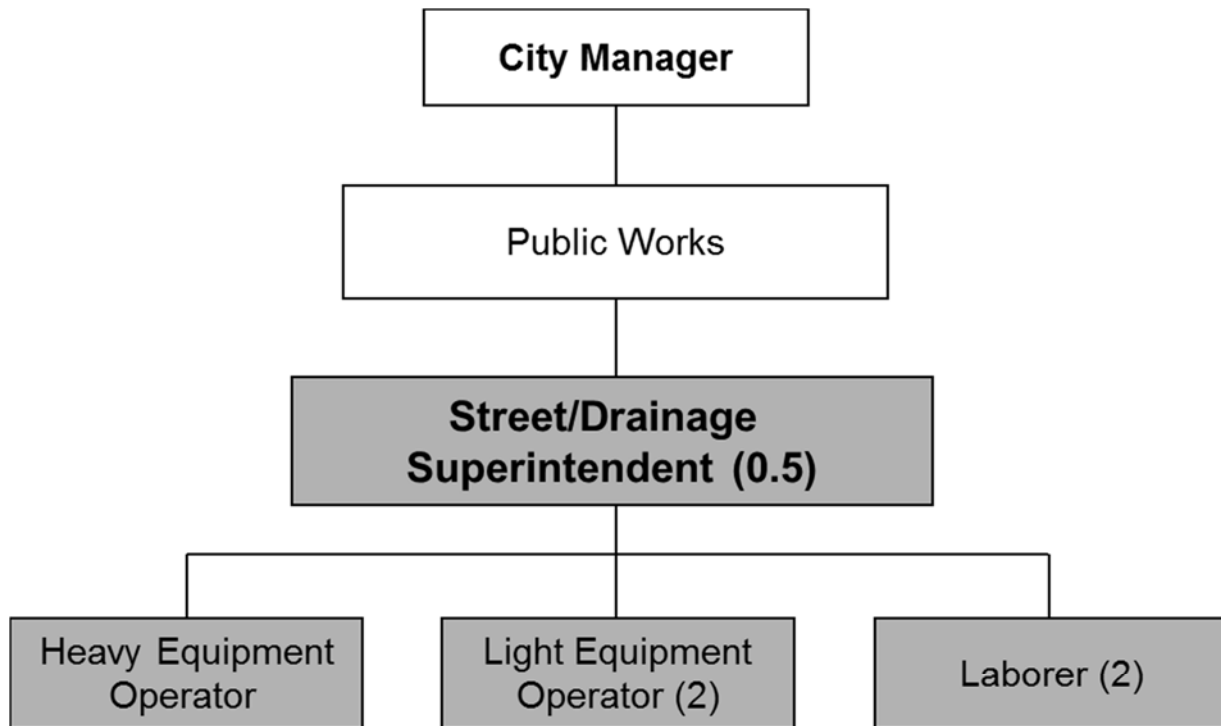 City Manager
Public Works
Street/Drainage
Superintendent (0.5)
Heavy Equipment
Operator
Light Equipment
Operator (2)
Laborer (2)